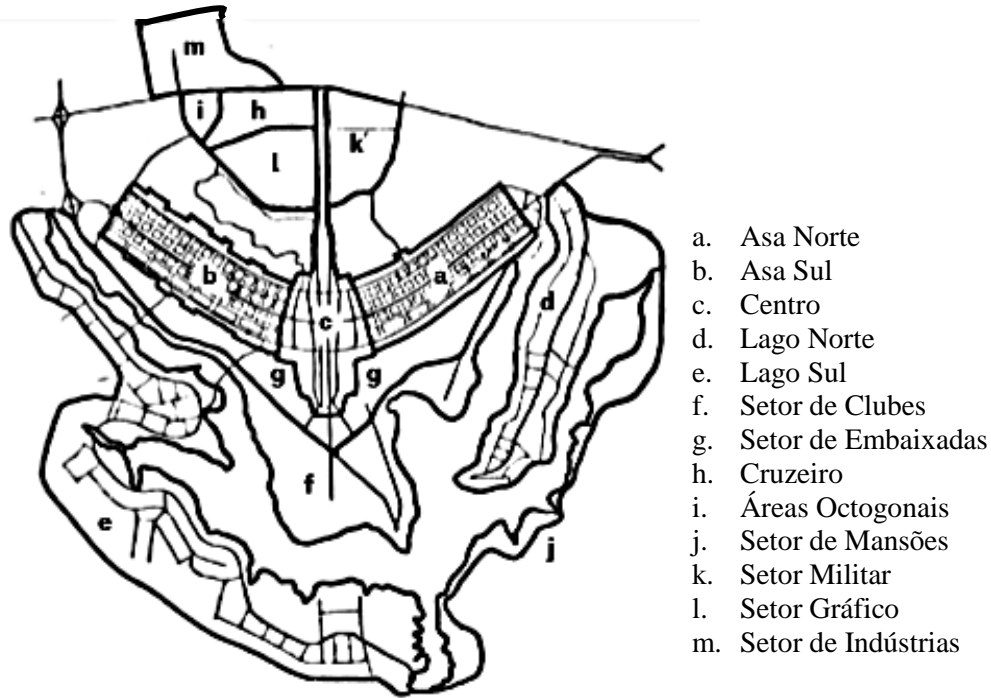 m
i
h
k'
l
b
a
c
d
g
g
f
e
j
a. Asa Norte
b. Asa Sul
c. Centro
d. Lago Norte
e. Lago Sul
f. Setor de Clubes
g. Setor de Embaixadas
h. Cruzeiro
i. Áreas Octogonais
j. Setor de Mansões
k. Setor Militar
l. Setor Gráfico
m. Setor de Indústrias